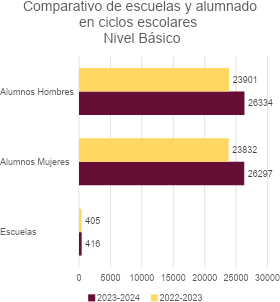 Comparativo de escuelas y alumnado
en ciclos escolares
Nivel Básico
Alumnos Hombres
23901
26334
Alumnos Mujeres
23832
26297
Escuelas
405
416
0 5000 10000 15000 20000 25000 30000
2023-2024 2022-2023